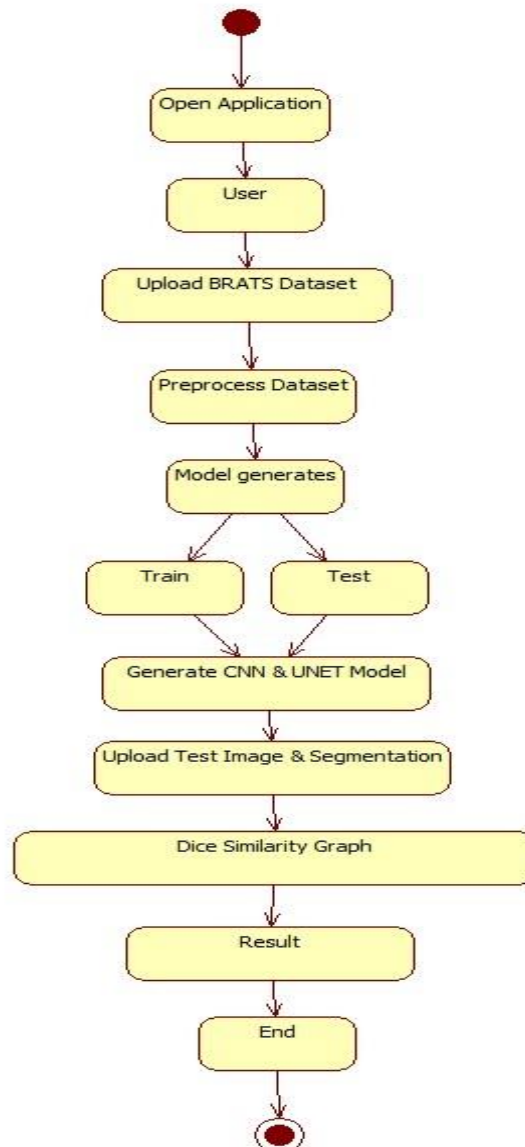 Open Application
User
Upload BRATS Dataset
Preprocess Dataset
Model generates
Train
Test
Generate CNN & UNET Model
Upload Test Image & Segmentation
Dice Similarity Graph
Result
End